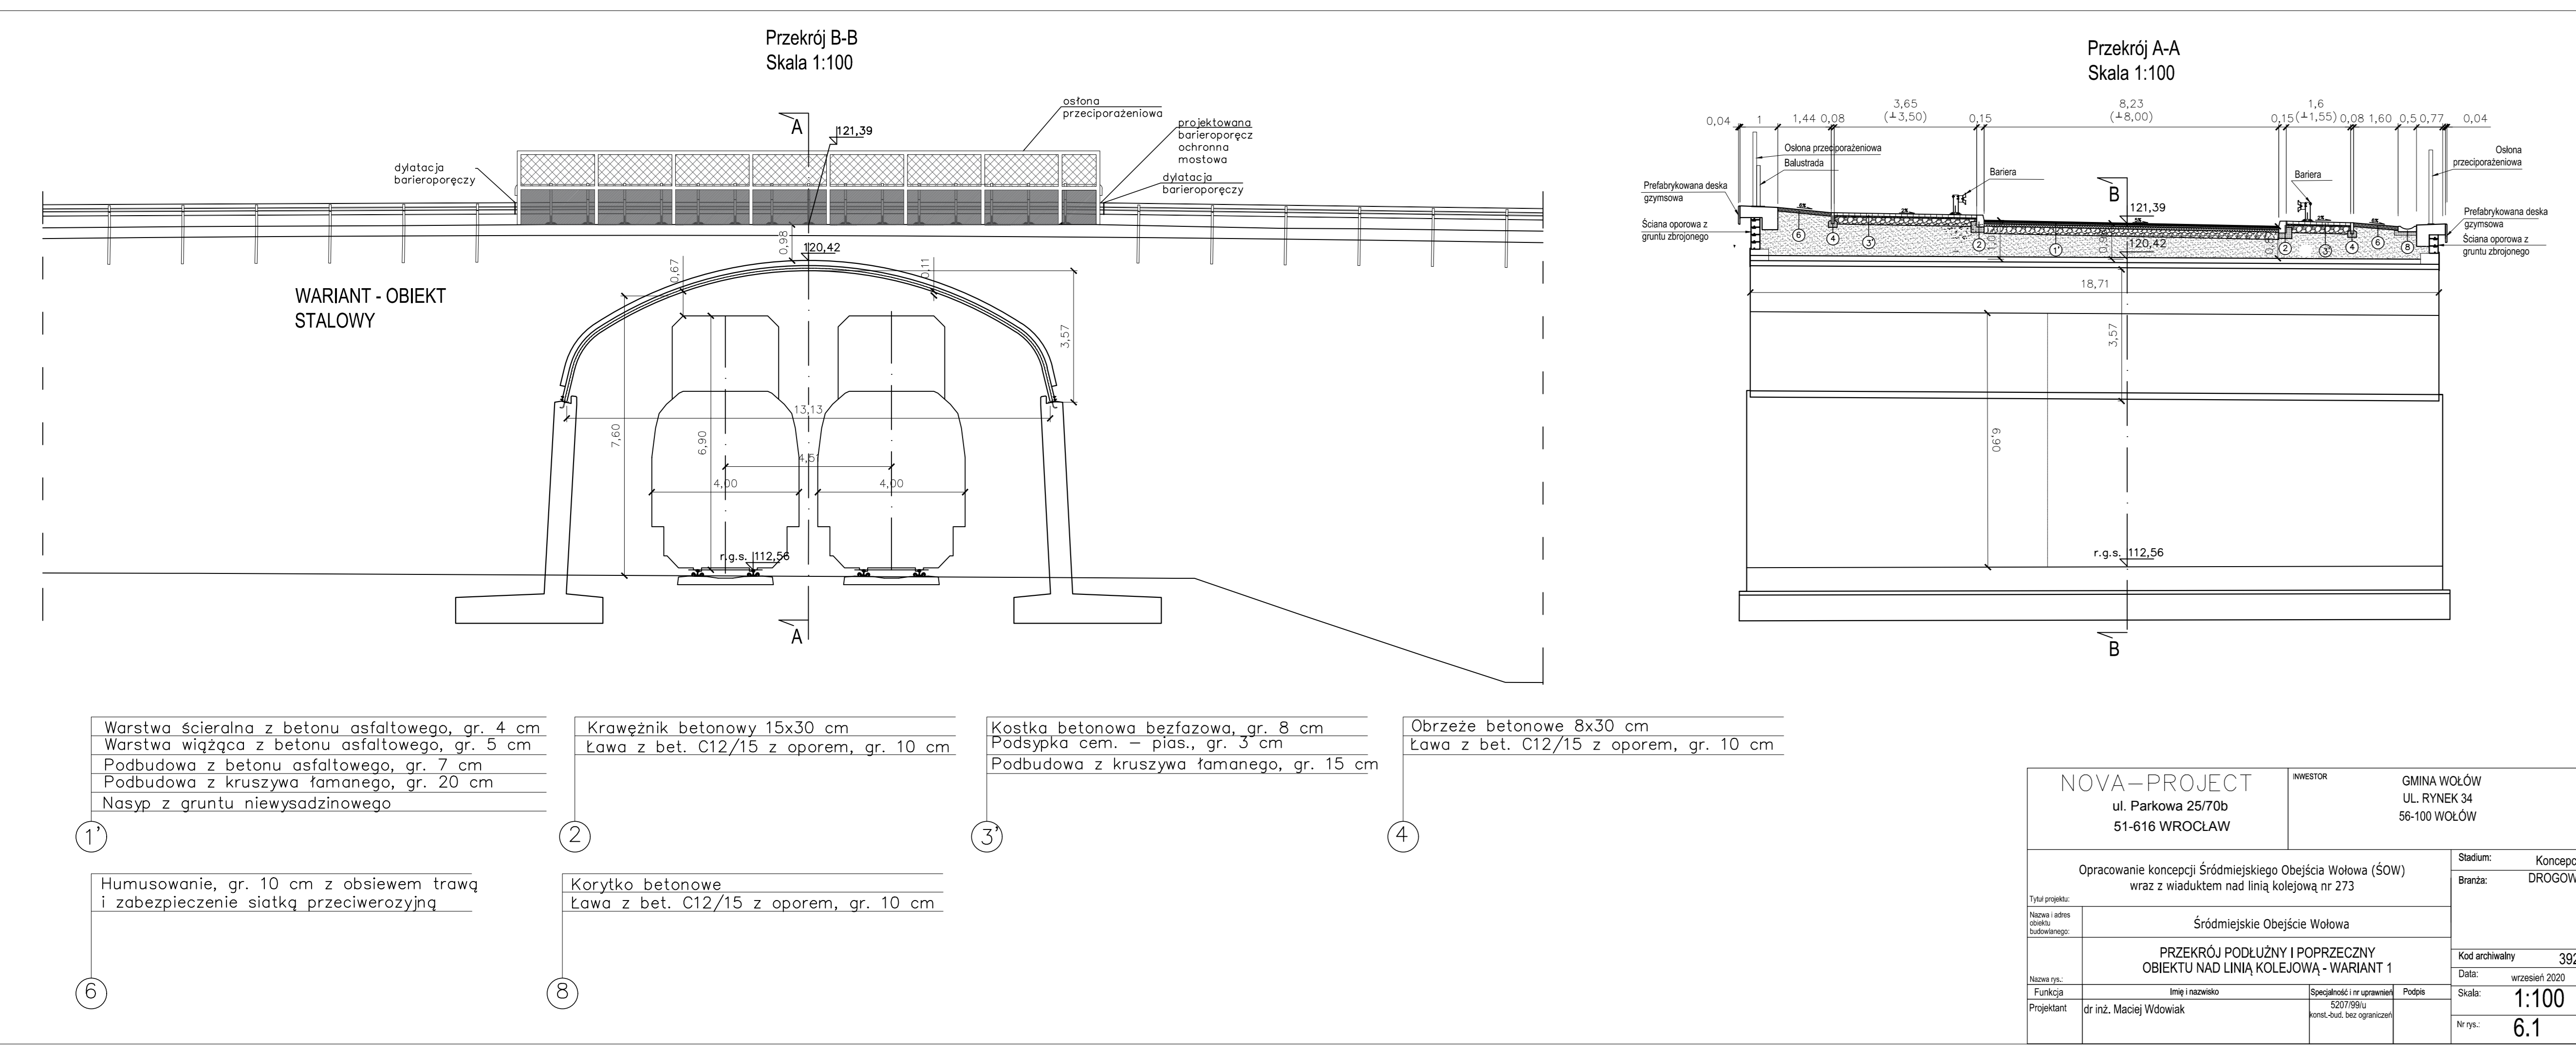 Przekrój B-B
Skala 1:100
osłona
przeciporażeniowa
projektowana
barieroporęcz
ochronna
mostowa
dylatacja
barieroporęczy
dylatacja
barieroporęczy
A
121,39
0,98
120,42
0,67
0,11
WARIANT - OBIEKT
STALOWY
3,57
13,13
7,60
6,90
4,5
4,00
4,00
r.g.s. 112,56
A
Przekrój A-A
Skala 1:100
0,04
1
1,44
0,08
3,65
(⊥3,50)
0,15
8,23
(⊥8,00)
0,15
1,6
(⊥1,55)
0,08
1,60
0,5
0,77
0,04
Osłona przeciporażeniowa
Balustrada
Bariera
Bariera
Osłona
przeciporażeniowa
Prefabrykowana deska
gzymsowa
Ściana oporowa z
gruntu zbrojonego
Prefabrykowana deska
gzymsowa
Ściana oporowa z
gruntu zbrojonego
B
121,39
120,42
6
4
3'
2
1'
2
3'
4
6
8
18,71
3,57
6,90
r.g.s. 112,56
B
Warstwa ścieralna z betonu asfaltowego, gr. 4 cm
Warstwa wiążąca z betonu asfaltowego, gr. 5 cm
Podbudowa z betonu asfaltowego, gr. 7 cm
Podbudowa z kruszywa łamanego, gr. 20 cm
Nasyp z gruntu niewysadzinowego
1'
Krawężnik betonowy 15x30 cm
Ława z bet. C12/15 z oporem, gr. 10 cm
2
Kostka betonowa bezfazowa, gr. 8 cm
Podsypka cem. – pias., gr. 3 cm
Podbudowa z kruszywa łamanego, gr. 15 cm
3'
Obrzeże betonowe 8x30 cm
Ława z bet. C12/15 z oporem, gr. 10 cm
4
Humusowanie, gr. 10 cm z obsiewem trawą
i zabezpieczenie siatką przeciwerozyjną
6
Korytko betonowe
Ława z bet. C12/15 z oporem, gr. 10 cm
8
NOVA–PROJECT
ul. Parkowa 25/70b
51-616 WROCŁAW
INWESTOR
GMINA WOŁÓW
UL. RYNEK 34
56-100 WOŁÓW
Tytuł projektu:
Opracowanie koncepcji Śródmiejskiego Obejścia Wołowa (ŚOW)
wraz z wiaduktem nad linią kolejową nr 273
Stadium:
Koncepc
Branża:
DROGOW
Nazwa i adres
obiektu
budowlanego:
Śródmiejskie Obejście Wołowa
Nazwa rys.:
PRZEKRÓJ PODŁUŻNY I POPRZECZNY
OBIEKTU NAD LINIĄ KOLEJOWĄ - WARIANT 1
Kod archiwalny
392
Data:
wrzesień 2020
Funkcja
Imię i nazwisko
Specjalność i nr uprawnień
Podpis
Projektant
dr inż. Maciej Wdowiak
5207/99/u
konst.-bud. bez ograniczeń
Skala:
1:100
Nr rys.:
6.1